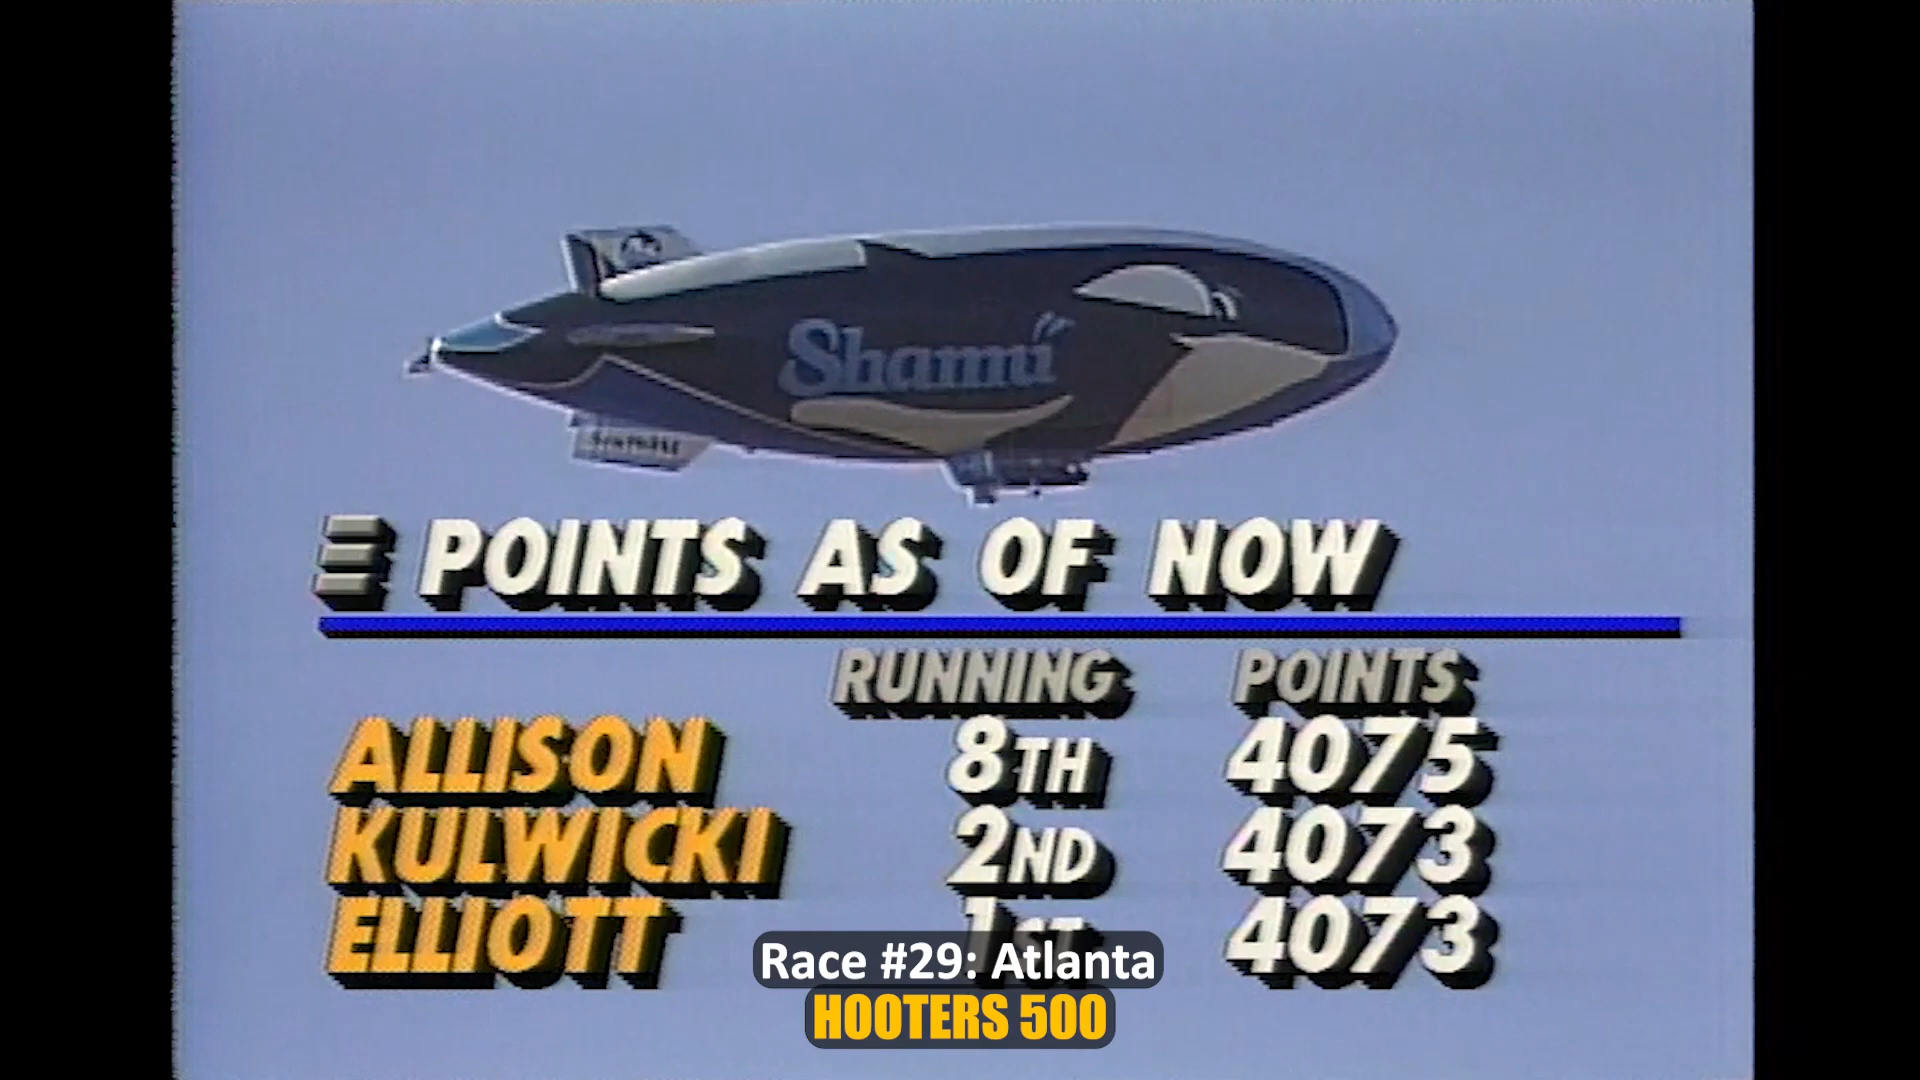 Shamu
POINTS AS OF NOW
RUNNING POINTS
ALLISON 8TH 4075
KULWICKI 2ND 4073
ELLIOTT 1ST 4073
Race #29: Atlanta
HOOTERS 500